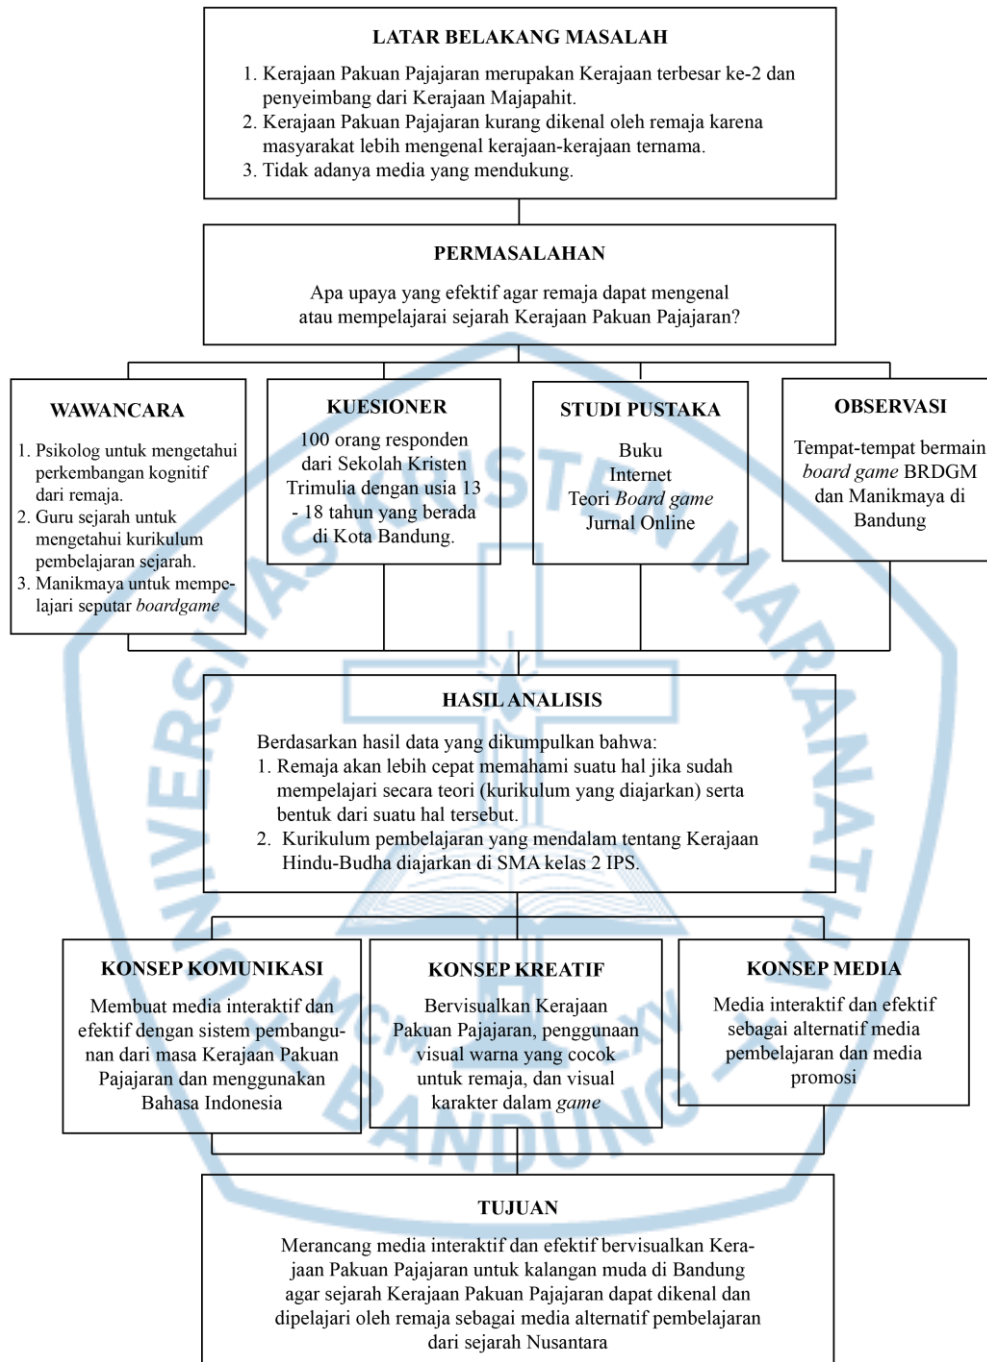 LATAR BELAKANG MASALAH
1. Kerajaan Pakuan Pajajaran merupakan Kerajaan terbesar ke-2 dan
penyeimbang dari Kerajaan Majapahit.
2. Kerajaan Pakuan Pajajaran kurang dikenal oleh remaja karena
masyarakat lebih mengenal kerajaan-kerajaan ternama.
3. Tidak adanya media yang mendukung.
PERMASALAHAN
Apa upaya yang efektif agar remaja dapat mengenal
atau mempelajarai sejarah Kerajaan Pakuan Pajajaran?
WAWANCARA
1. Psikolog untuk mengetahui
perkembangan kognitif
dari remaja.
2. Guru sejarah untuk
mengetahui kurikulum
pembelajaran sejarah.
3. Manikmaya untuk mempe-
lajari seputar boardgame
KUESIONER
100 orang responden
dari Sekolah Kristen
Trimulia dengan usia 13
- 18 tahun yang berada
di Kota Bandung.
STUDI PUSTAKA
Buku
Internet
Teori Board game
Jurnal Online
OBSERVASI
Tempat-tempat bermain
board game BRDGM
dan Manikmaya di
Bandung
HASIL ANALISIS
Berdasarkan hasil data yang dikumpulkan bahwa:
1. Remaja akan lebih cepat memahami suatu hal jika sudah
mempelajari secara teori (kurikulum yang diajarkan) serta
bentuk dari suatu hal tersebut.
2. Kurikulum pembelajaran yang mendalam tentang Kerajaan
Hindu-Budha diajarkan di SMA kelas 2 IPS.
KONSEP KOMUNIKASI
Membuat media interaktif dan
efektif dengan sistem pembangu-
nan dari masa Kerajaan Pakuan
Pajajaran dan menggunakan
Bahasa Indonesia
KONSEP KREATIF
Bervisualkan Kerajaan
Pakuan Pajajaran, penggunaan
visual warna yang cocok
untuk remaja, dan visual
karakter dalam game
KONSEP MEDIA
Media interaktif dan efektif
sebagai alternatif media
pembelajaran dan media
promosi
TUJUAN
Merancang media interaktif dan efektif bervisualkan Kera-
jaan Pakuan Pajajaran untuk kalangan muda di Bandung
agar sejarah Kerajaan Pakuan Pajajaran dapat dikenal dan
dipelajari oleh remaja sebagai media alternatif pembelajaran
dari sejarah Nusantara
UNIVERSITAS KRISTEN MARANATHA
MCM LXV
BANDUNG